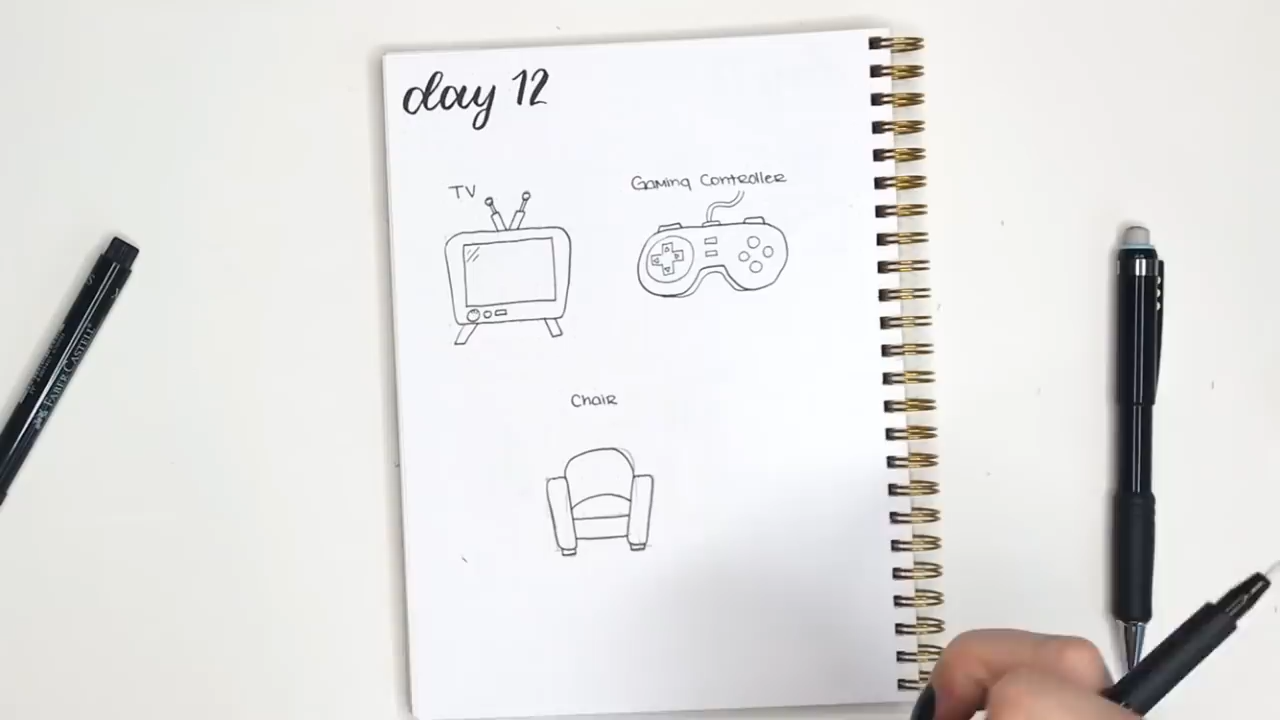 day 12
TV
Gaming Controller
Chair
FABER-CASTELL